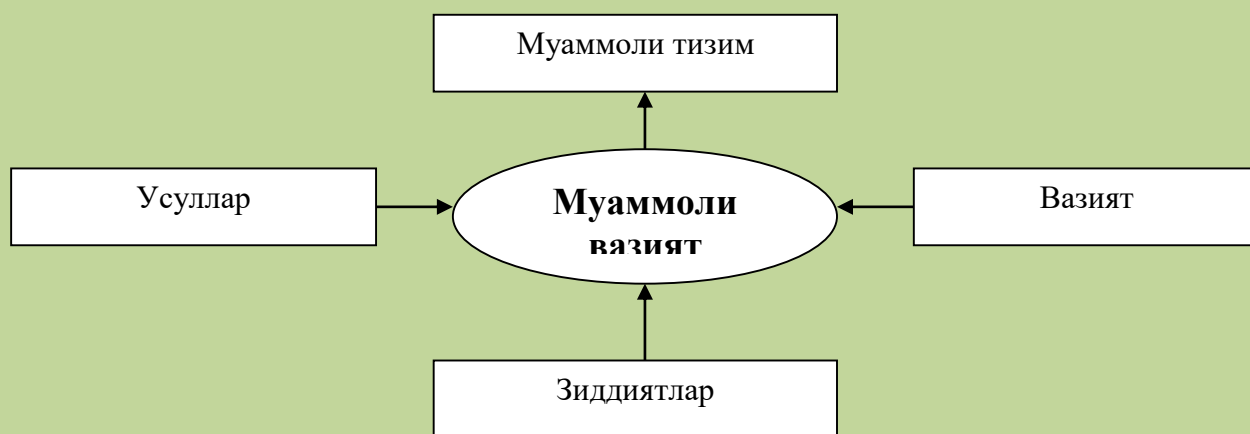 Муаммоли тизим
Усуллар
Муаммоли
вазият
Вазият
Зиддиятлар